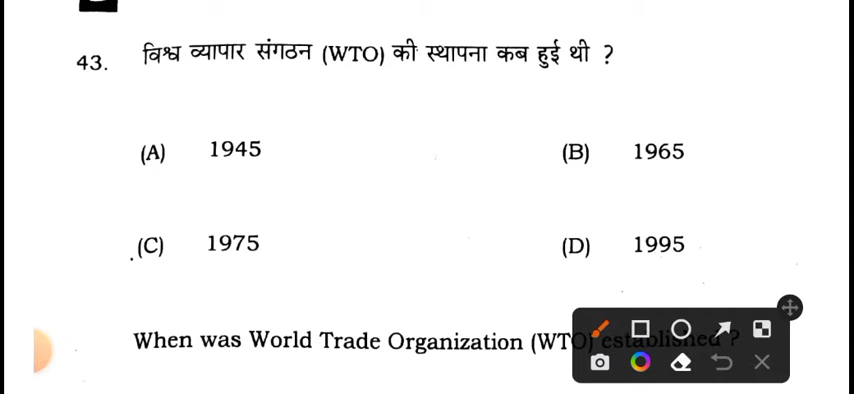 43. विश्व व्यापार संगठन (WTO) की स्थापना कब हुई थी ?
(A) 1945 (B) 1965
(C) 1975 (D) 1995
When was World Trade Organization (WTO) established ?